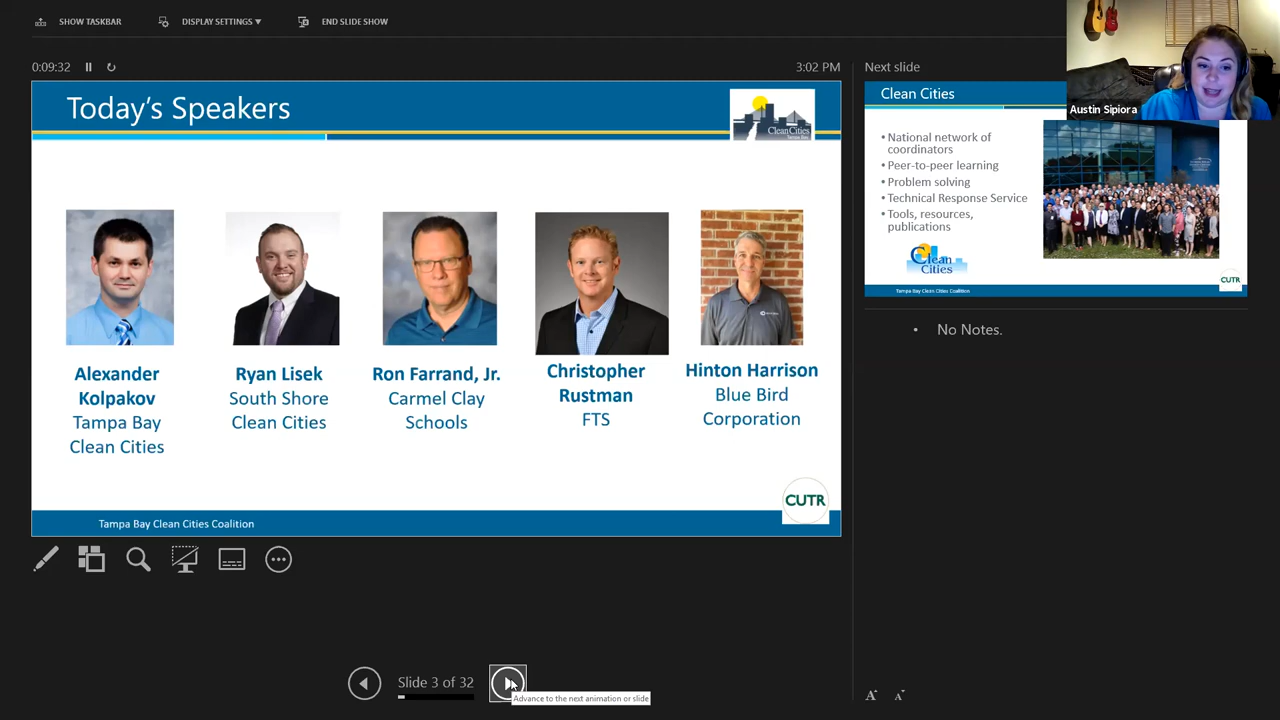 SHOW TASKBAR
DISPLAY SETTINGS ▼
END SLIDE SHOW
0:09:32
3:02 PM
Today's Speakers
CleanCities
Tampa Bay
Alexander
Kolpakov
Tampa Bay
Clean Cities
Ryan Lisek
South Shore
Clean Cities
Ron Farrand, Jr.
Carmel Clay
Schools
Christopher
Rustman
FTS
Hinton Harrison
Blue Bird
Corporation
CUTR
Tampa Bay Clean Cities Coalition
Slide 3 of 32
Advance to the next animation or slide
Next slide
Clean Cities
• National network of
coordinators
• Peer-to-peer learning
• Problem solving
• Technical Response Service
• Tools, resources,
publications
Clean
Cities
CUTR
Tampa Bay Clean Cities Coalition
Austin Sipiora
• No Notes.
A
A